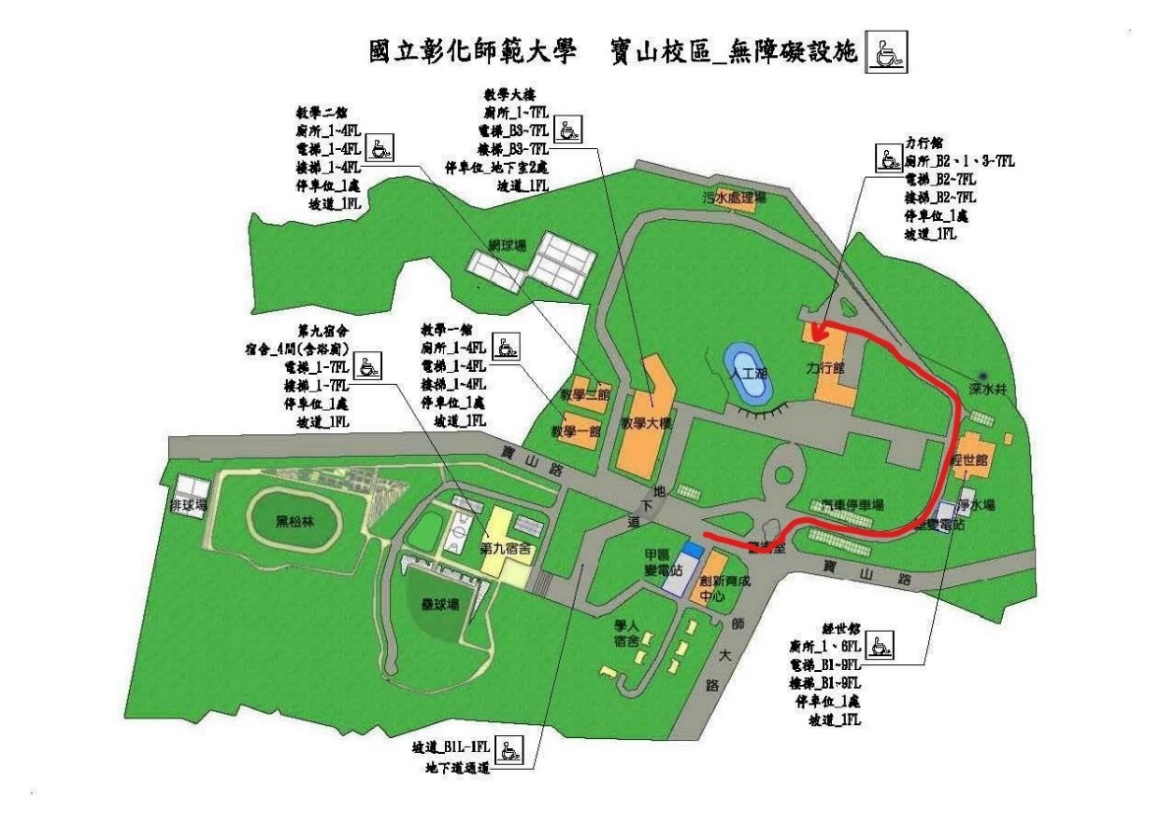 國立彰化師範大學 寶山校區_無障礙設施
教學大樓
廁所_1~7FL
電梯_B3~7FL
樓梯_B3~7FL
停車位_地下室2處
坡道_1FL
教學二館
廁所_1~4FL
電梯_1~4FL
樓梯_1~4FL
停車位_1處
坡道_1FL
力行館
廁所_B2、1、3~7FL
電梯_B2~7FL
樓梯_B2~7FL
停車位_1處
坡道_1FL
污水處理場
網球場
第九宿舍
宿舍_4間(含浴廁)
電梯_1~7FL
樓梯_1~7FL
停車位_1處
坡道_1FL
教學一館
廁所_1~4FL
電梯_1~4FL
樓梯_1~4FL
停車位_1處
坡道_1FL
人工湖
力行館
深水井
教學二館
教學一館
教學大樓
寶山路
經世館
地下道
汽車停車場
淨水場
變電站
排球場
黑松林
第九宿舍
警衛室
甲區
變電站
創新育成
中心
寶山路
壘球場
學人
宿舍
師大路
經世館
廁所_1、6FL
電梯_B1~9FL
樓梯_B1~9FL
停車位_1處
坡道_1FL
坡道_B1L~1FL
地下道通道